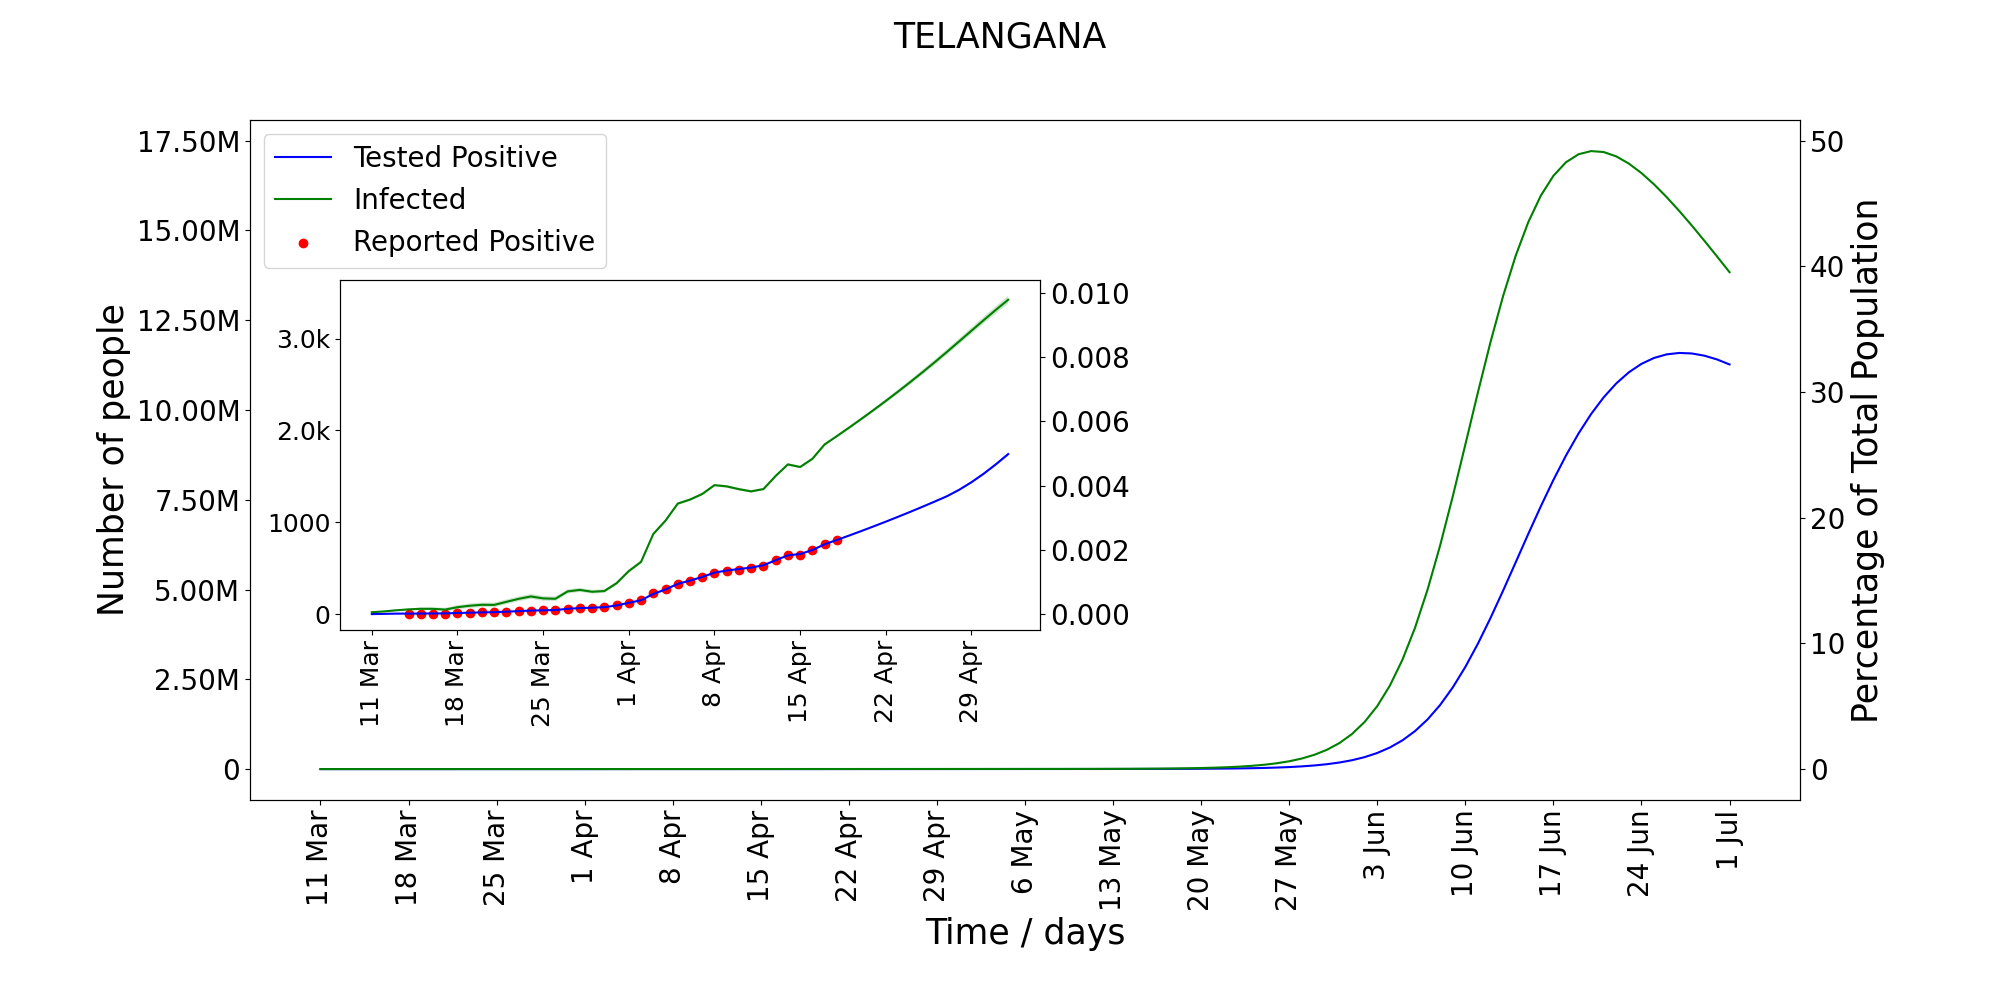 TELANGANA
Tested Positive
Infected
Reported Positive
Number of people
17.50M
15.00M
12.50M
10.00M
7.50M
5.00M
2.50M
0
3.0k
2.0k
1000
0
0.010
0.008
0.006
0.004
0.002
0.000
11 Mar
18 Mar
25 Mar
1 Apr
8 Apr
15 Apr
22 Apr
29 Apr
50
40
30
20
10
0
Percentage of Total Population
11 Mar
18 Mar
25 Mar
1 Apr
8 Apr
15 Apr
22 Apr
29 Apr
6 May
13 May
20 May
27 May
3 Jun
10 Jun
17 Jun
24 Jun
1 Jul
Time / days